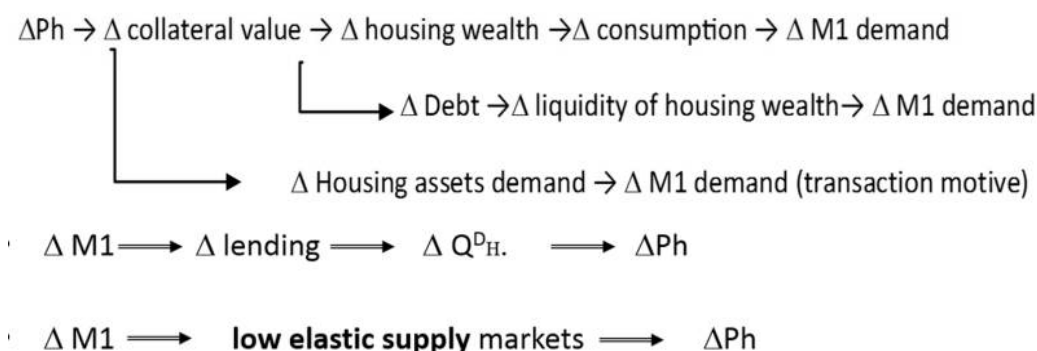 ΔPh → Δ collateral value → Δ housing wealth →Δ consumption → Δ M1 demand
Δ Debt →Δ liquidity of housing wealth→ Δ M1 demand
Δ Housing assets demand → Δ M1 demand (transaction motive)
Δ M1 ⟹ Δ lending ⟹ Δ Qᴰʜ. ⟹ ΔPh
Δ M1 ⟹ low elastic supply markets ⟹ ΔPh